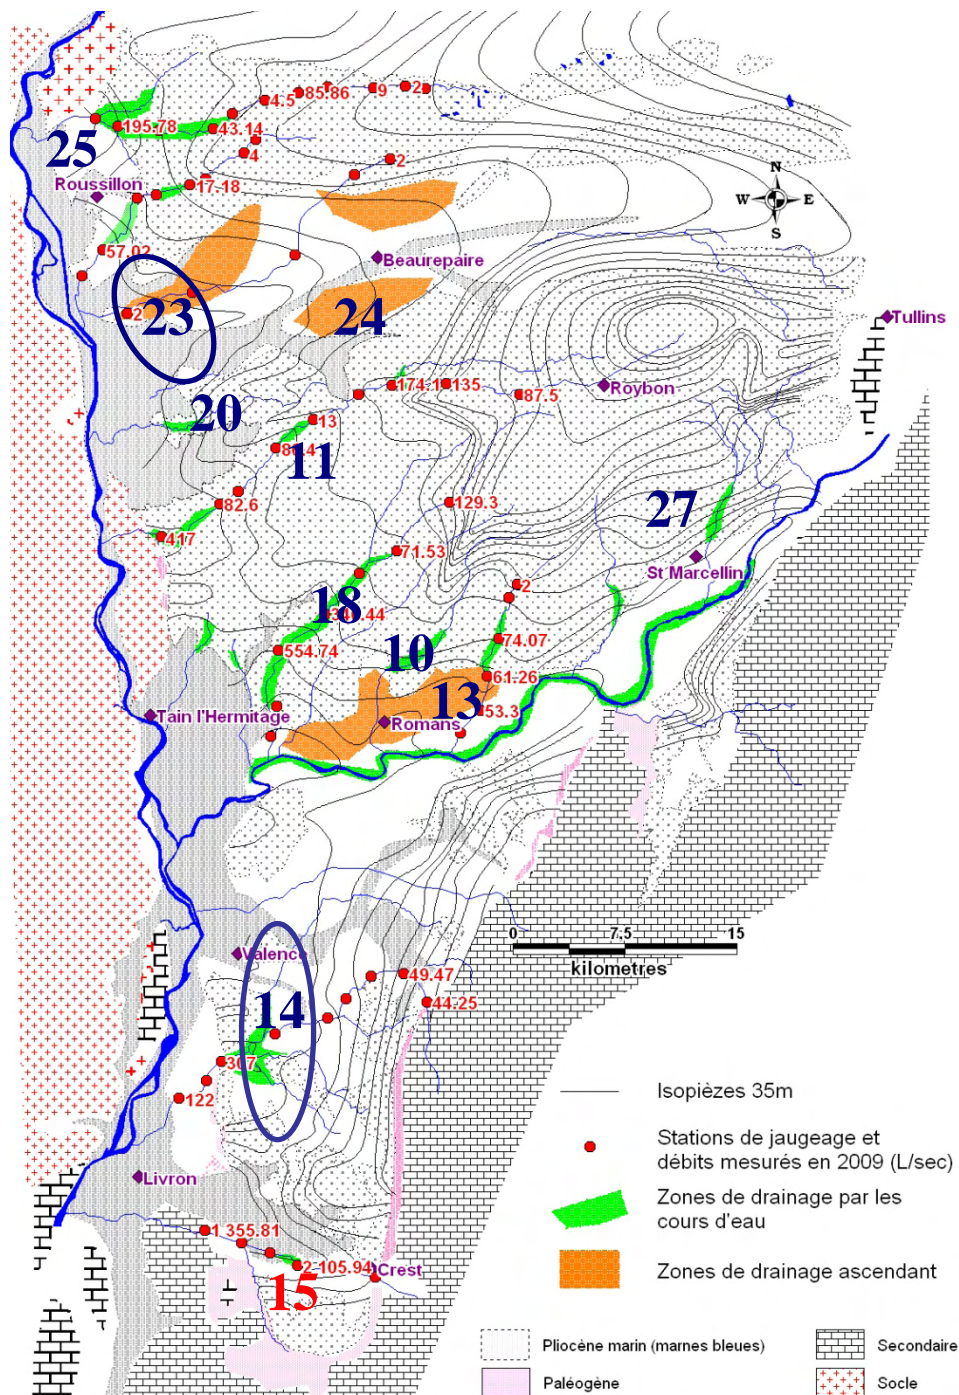 4.5
85.86
9
2
195.78
43.14
25
4
2
Roussillon
17-18
N
W
E
S
57.02
Beaurepaire
2
23
24
Tullins
174.1
135
Roybon
87.5
20
13
11
82.6
129.3
27
417
71.53
St Marcellin
2
18
554.74
10
74.07
61.26
13
53.3
Tain l'Hermitage
Romans
0
7,5
15
kilometres
Valence
49.47
44.25
14
307
122
Livron
1 355.81
2 105.94
Crest
15
Isopièzes 35m
Stations de jaugeage et
débits mesurés en 2009 (L/sec)
Zones de drainage par les
cours d'eau
Zones de drainage ascendant
Pliocène marin (marnes bleues)
Secondaire
Paléogène
Socle